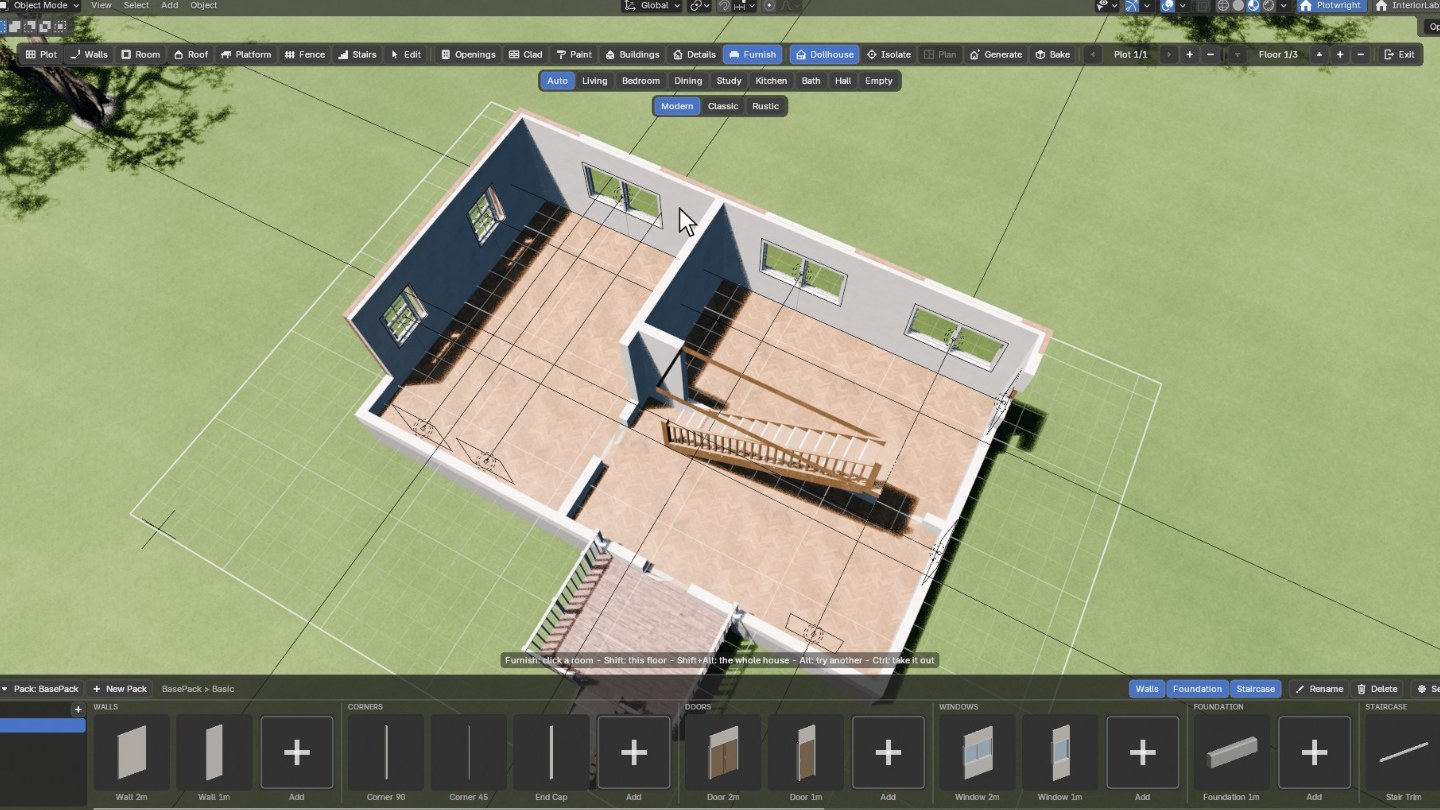 Object Mode View Select Add Object Global Plotwright InteriorLab
Plot Walls Room Roof Platform Fence Stairs Edit Openings Clad Paint Buildings Details Furnish Dollhouse Isolate Plan Generate Bake Plot 1/1 Floor 1/3 Exit
Auto Living Bedroom Dining Study Kitchen Bath Hall Empty
Modern Classic Rustic
Furnish: click a room - Shift: this floor - Shift+Alt: the whole house - Alt: try another - Ctrl: take it out
Pack: BasePack New Pack BasePack > Basic Walls Foundation Staircase Rename Delete
WALLS CORNERS DOORS WINDOWS FOUNDATION STAIRCASE
Wall 2m Wall 1m Add Corner 90 Corner 45 End Cap Add Door 2m Door 1m Add Window 2m Window 1m Add Foundation 1m Add Stair Trim